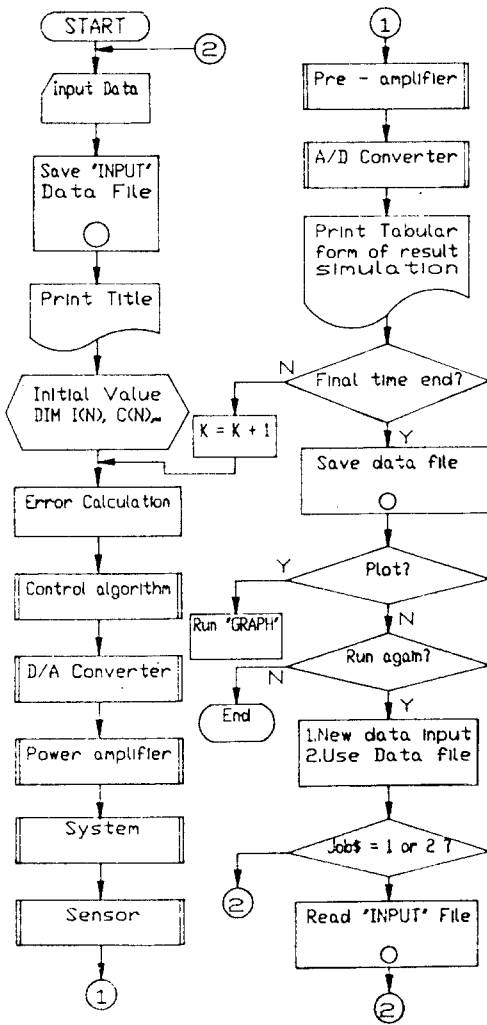 START
2
input Data
Save "INPUT"
Data File
Print Title
Initial Value
DIM I(N), C(N),~
Error Calculation
Control algorithm
D/A Converter
Power amplifier
System
Sensor
1
1
Pre - amplifier
A/D Converter
Print Tabular
form of result
simulation
Final time end?
N
K = K + 1
Y
Save data file
Plot?
Y
Run "GRAPH"
N
Run again?
N
End
Y
1.New data input
2.Use Data file
Job$ = 1 or 2 ?
2
Read "INPUT" File
2